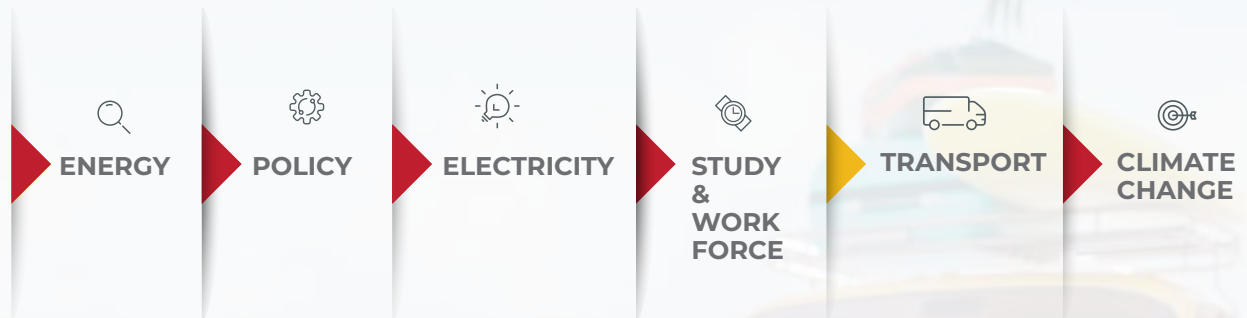 ENERGY
POLICY
ELECTRICITY
STUDY
&
WORK
FORCE
TRANSPORT
CLIMATE
CHANGE